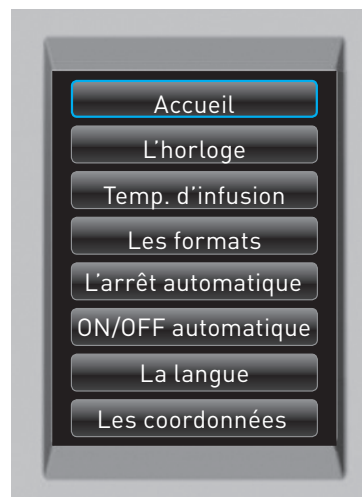 Accueil
L’horloge
Temp. d’infusion
Les formats
L’arrêt automatique
ON/OFF automatique
La langue
Les coordonnées